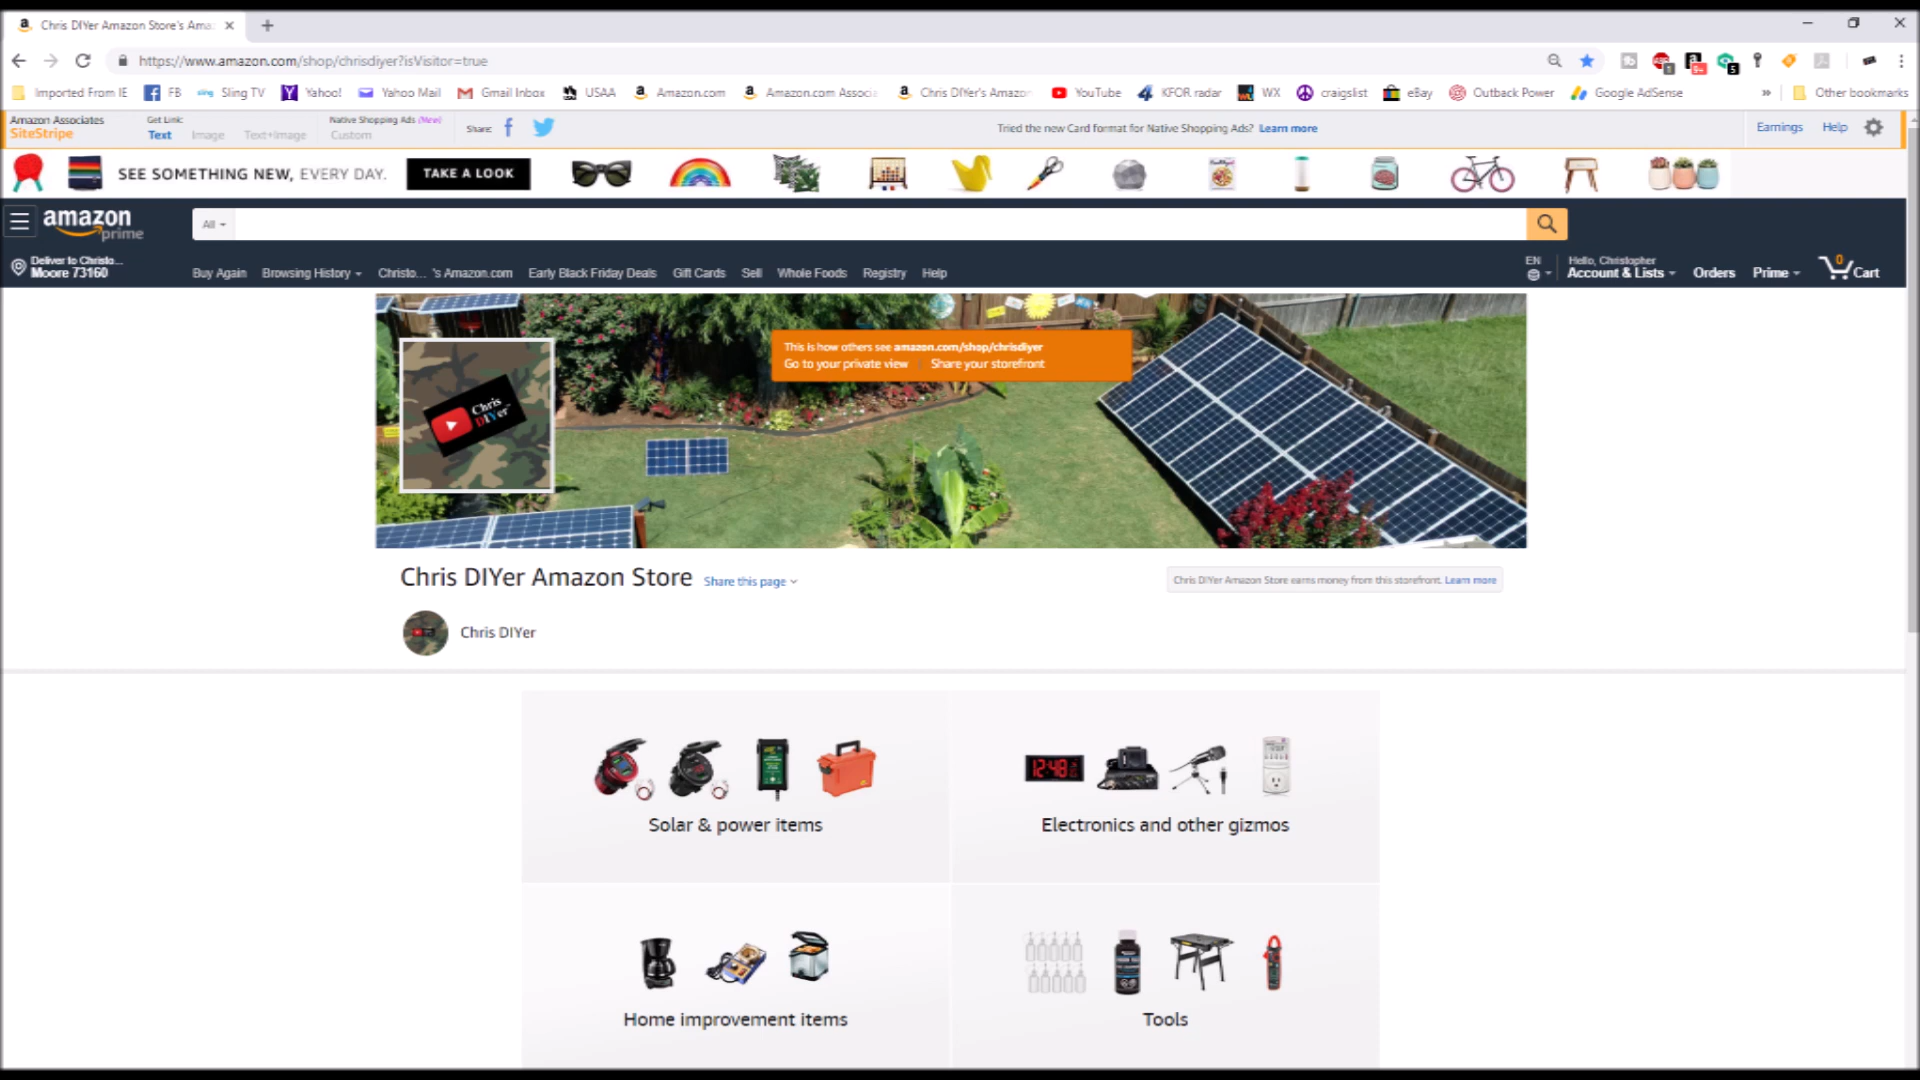 Chris DIYer Amazon Store's Ama
https://www.amazon.com/shop/chrisdiyer?isVisitor=true
Imported From IE FB Sling TV Yahoo! Yahoo Mail Gmail Inbox USAA Amazon.com Amazon.com Associa Chris DIYer's Amazon YouTube KFOR radar WX craigslist eBay Outback Power Google AdSense » Other bookmarks
Amazon Associates
SiteStripe
Get Link:
Text Image Text+Image
Native Shopping Ads (New)
Custom
Share:
Tried the new Card format for Native Shopping Ads? Learn more
Earnings Help
SEE SOMETHING NEW, EVERY DAY. TAKE A LOOK
amazon
prime
All
Deliver to Christo...
Moore 73160
Buy Again Browsing History Christo... 's Amazon.com Early Black Friday Deals Gift Cards Sell Whole Foods Registry Help
EN
Hello, Christopher
Account & Lists Orders Prime 0 Cart
This is how others see amazon.com/shop/chrisdiyer
Go to your private view Share your storefront
Chris
DIYer
Chris DIYer Amazon Store Share this page
Chris DIYer Amazon Store earns money from this storefront. Learn more
Chris DIYer
12:48
Solar & power items
Electronics and other gizmos
Home improvement items
Tools